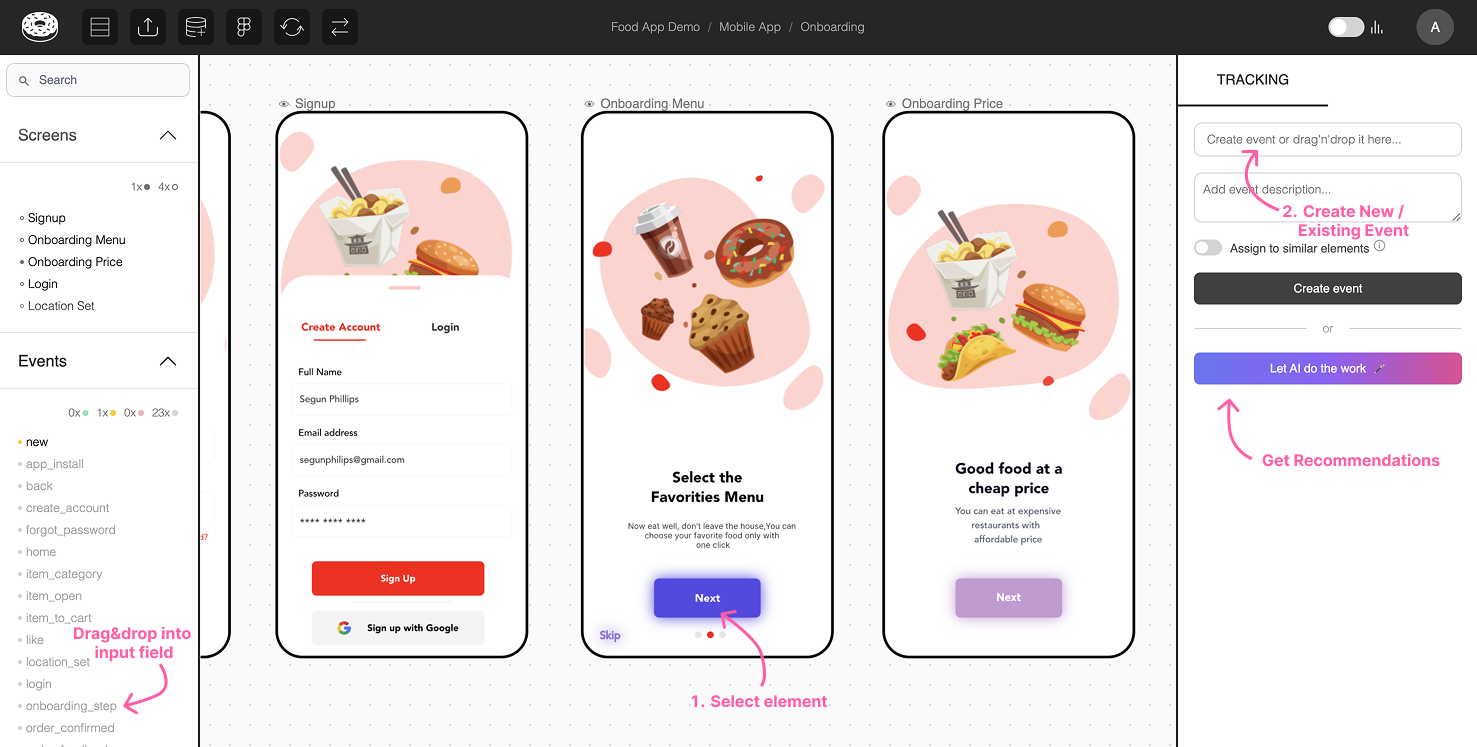 Food App Demo / Mobile App / Onboarding
A
Search
Screens
1x 4x
Signup
Onboarding Menu
Onboarding Price
Login
Location Set
Events
0x 1x 0x 23x
new
app_install
back
create_account
forgot_password
home
item_category
item_open
item_to_cart
like
location_set
login
onboarding_step
order_confirmed
Drag&drop into
input field
d?
Signup
Create Account Login
Full Name
Segun Phillips
Email address
segunphilips@gmail.com
Password
**** **** ****
Sign Up
Sign up with Google
Onboarding Menu
Select the
Favorities Menu
Now eat well, don't leave the house,You can
choose your favorite food only with
one click
Next
Skip
1. Select element
Onboarding Price
Good food at a
cheap price
You can eat at expensive
restaurants with
affordable price
Next
TRACKING
Create event or drag'n'drop it here...
Add event description...
2. Create New /
Existing Event
Assign to similar elements
Create event
or
Let AI do the work
Get Recommendations